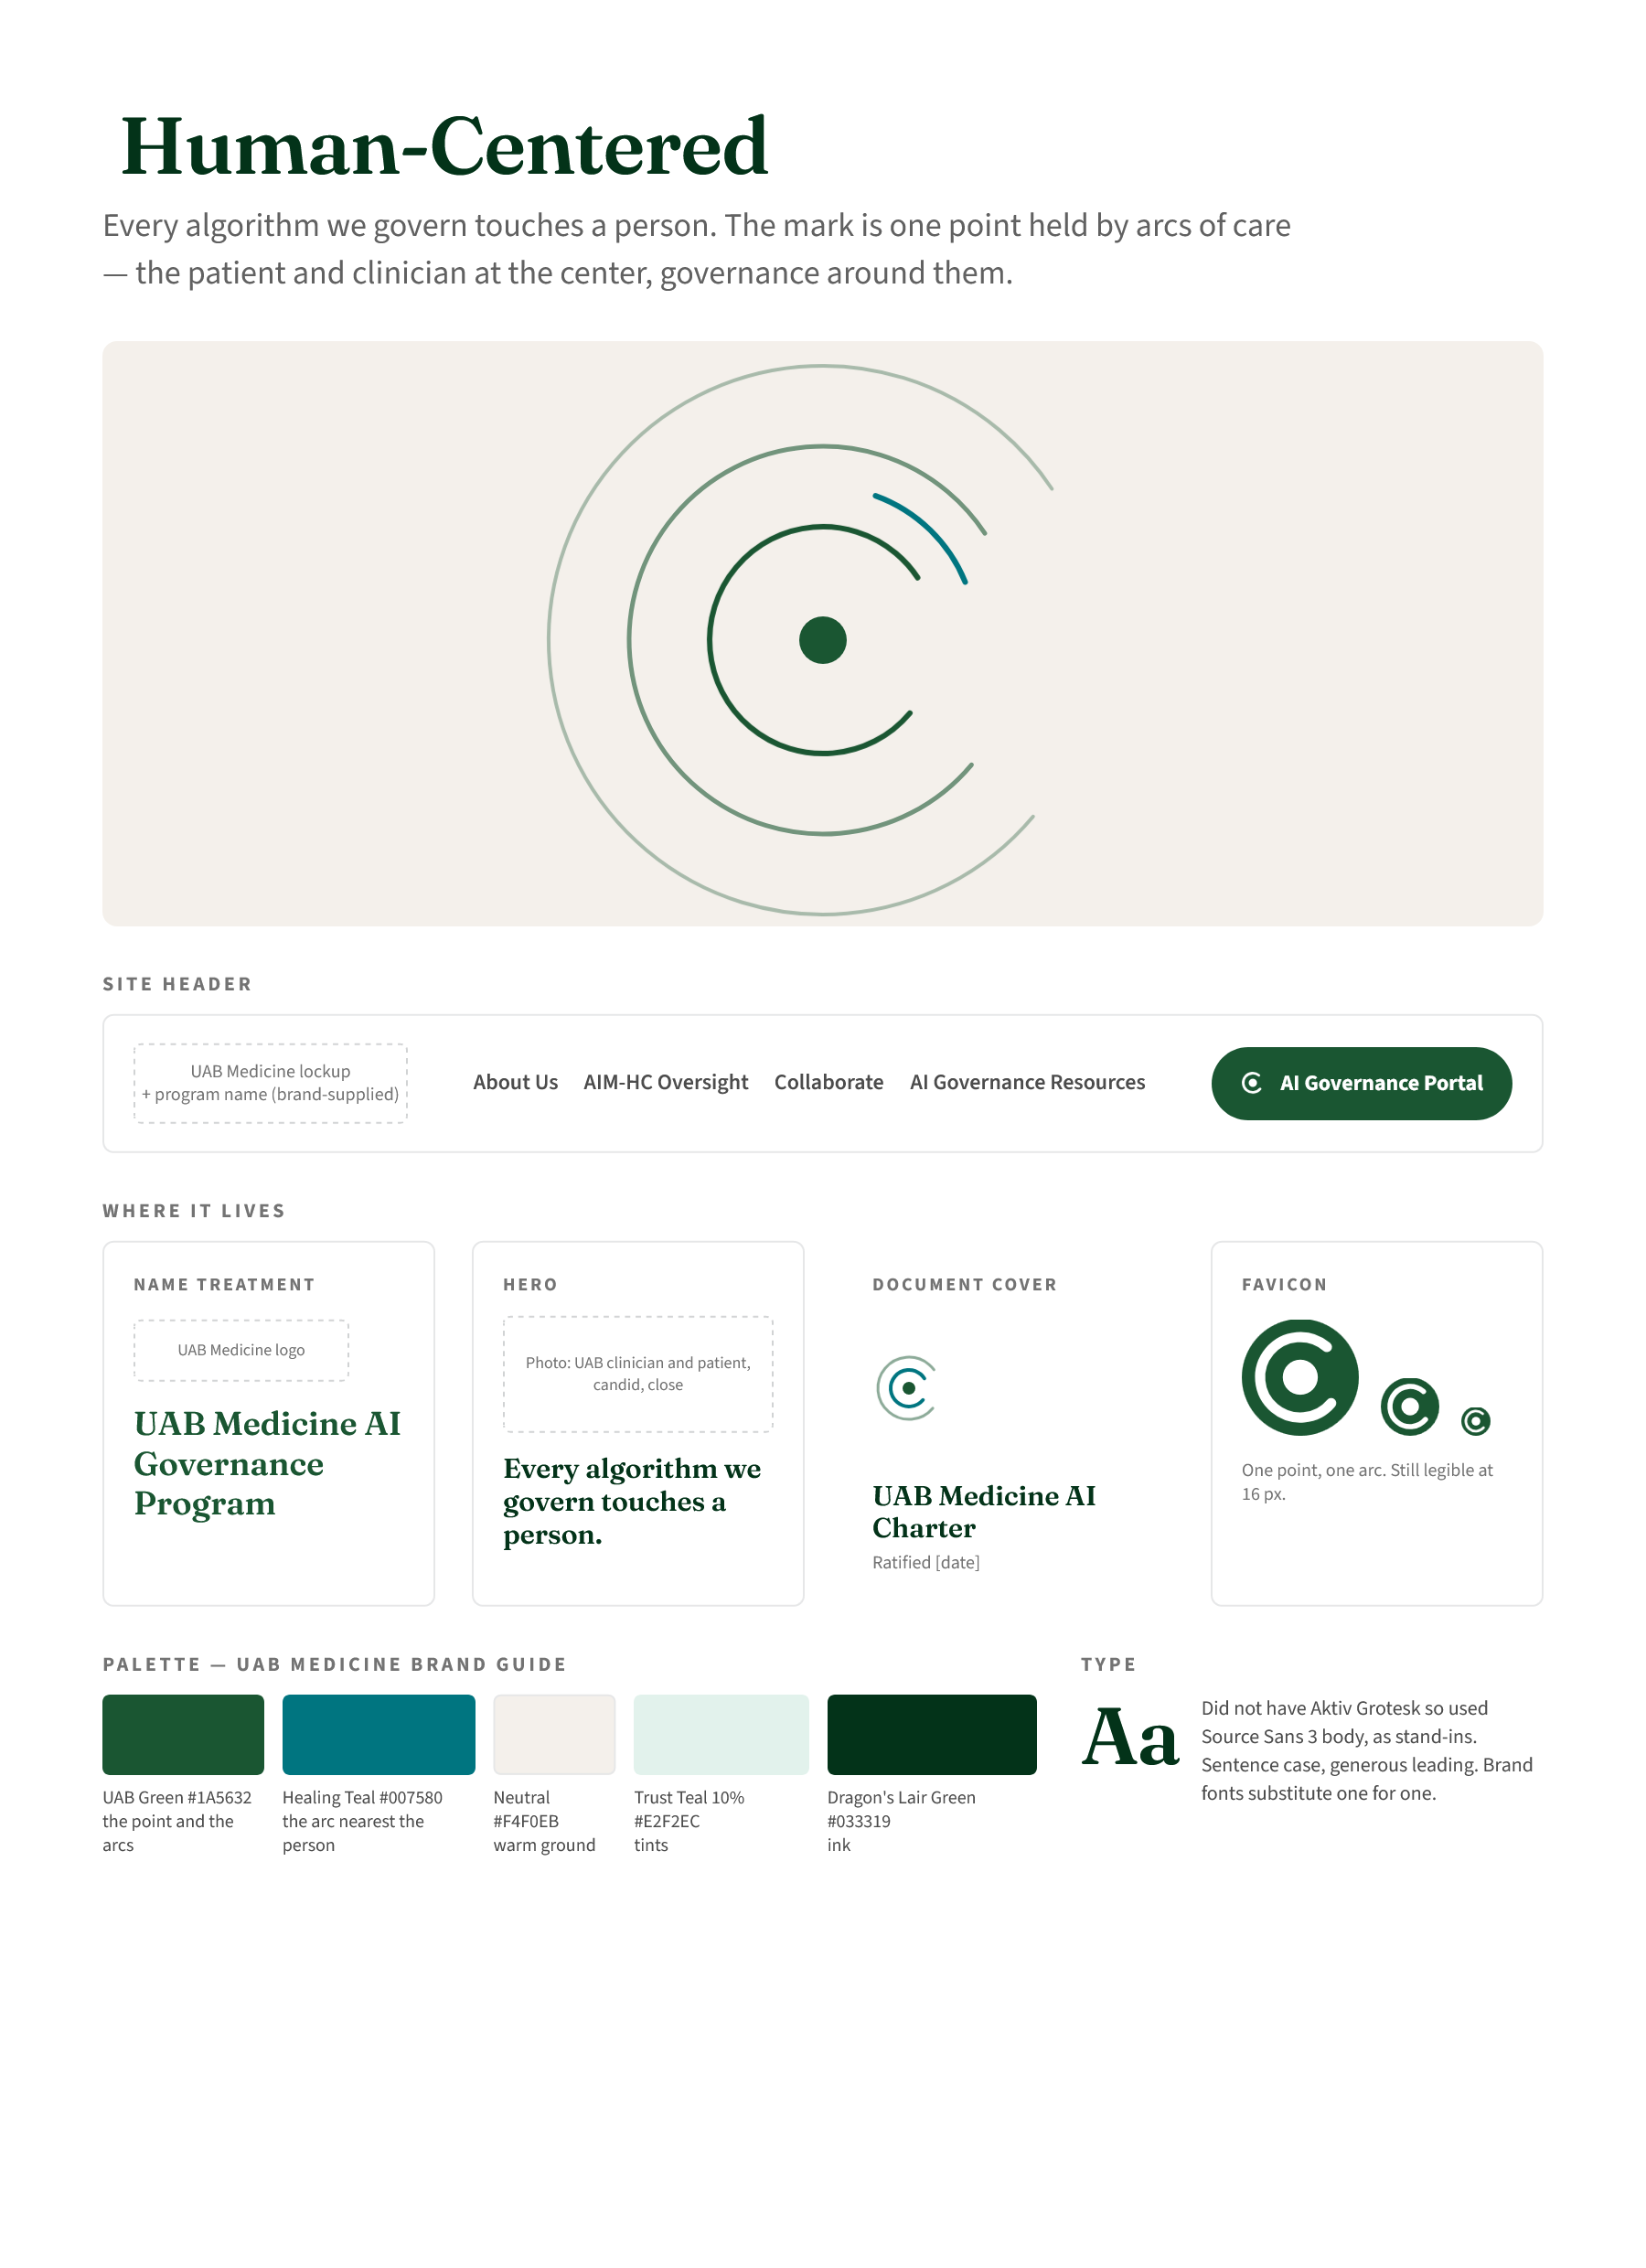 Human-Centered
Every algorithm we govern touches a person. The mark is one point held by arcs of care
— the patient and clinician at the center, governance around them.
SITE HEADER
UAB Medicine lockup
+ program name (brand-supplied)
About Us
AIM-HC Oversight
Collaborate
AI Governance Resources
AI Governance Portal
WHERE IT LIVES
NAME TREATMENT
UAB Medicine logo
UAB Medicine AI
Governance
Program
HERO
Photo: UAB clinician and patient,
candid, close
Every algorithm we
govern touches a
person.
DOCUMENT COVER
UAB Medicine AI
Charter
Ratified [date]
FAVICON
One point, one arc. Still legible at
16 px.
PALETTE — UAB MEDICINE BRAND GUIDE
UAB Green #1A5632
the point and the
arcs
Healing Teal #007580
the arc nearest the
person
Neutral
#F4F0EB
warm ground
Trust Teal 10%
#E2F2EC
tints
Dragon's Lair Green
#033319
ink
TYPE
Aa
Did not have Aktiv Grotesk so used
Source Sans 3 body, as stand-ins.
Sentence case, generous leading. Brand
fonts substitute one for one.